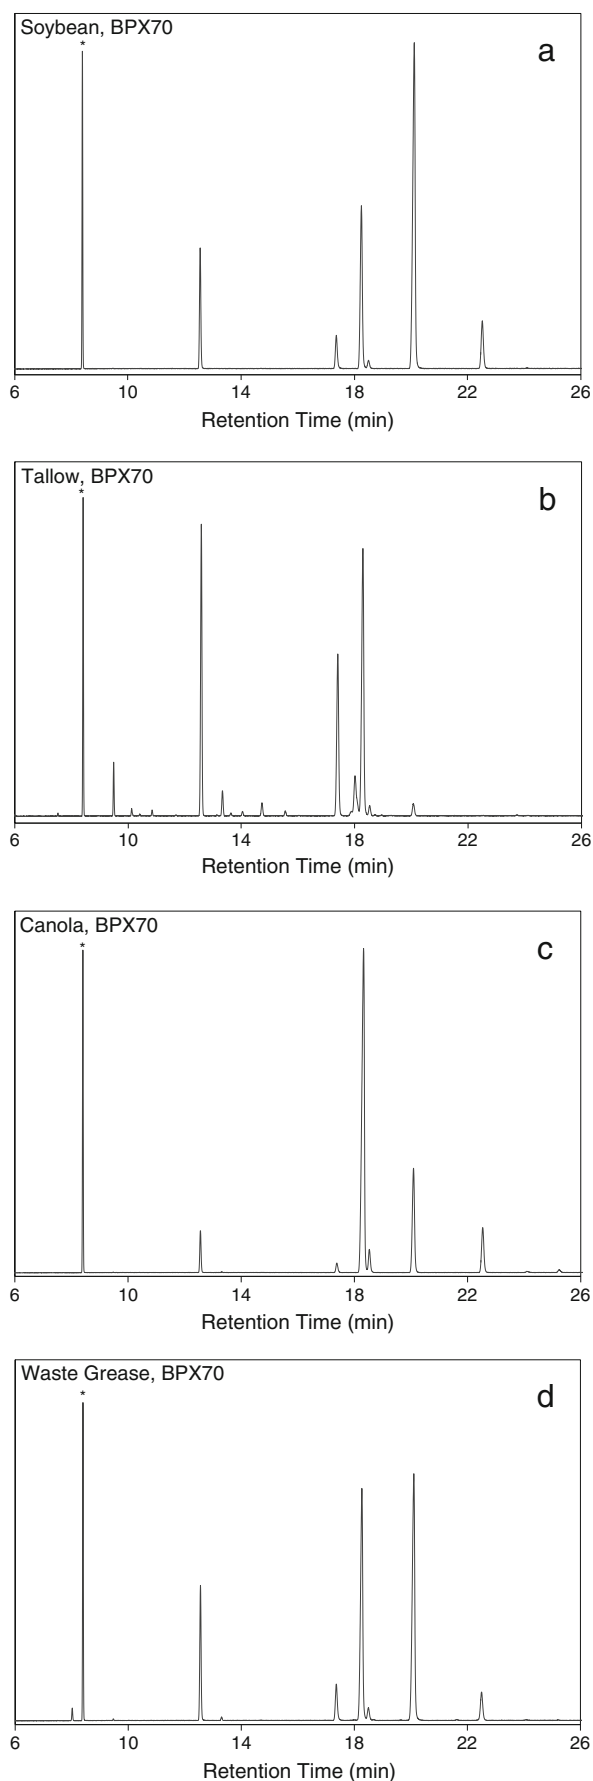 Soybean, BPX70
a
*
6 10 14 18 22 26
Retention Time (min)
Tallow, BPX70
b
*
6 10 14 18 22 26
Retention Time (min)
Canola, BPX70
c
*
6 10 14 18 22 26
Retention Time (min)
Waste Grease, BPX70
d
*
6 10 14 18 22 26
Retention Time (min)